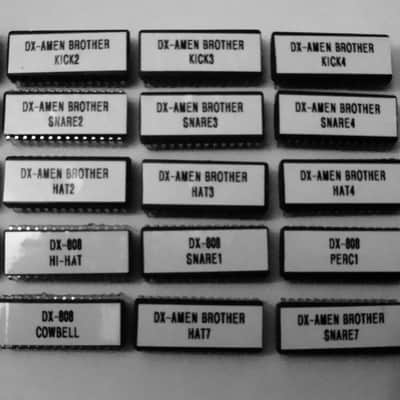 DX-AMEN BROTHER
KICK2
DX-AMEN BROTHER
KICK3
DX-AMEN BROTHER
KICK4
DX-AMEN BROTHER
SNARE2
DX-AMEN BROTHER
SNARE3
DX-AMEN BROTHER
SNARE4
DX-AMEN BROTHER
HAT2
DX-AMEN BROTHER
HAT3
DX-AMEN BROTHER
HAT4
DX-808
HI-HAT
DX-808
SNARE1
DX-808
PERC1
DX-808
COWBELL
DX-AMEN BROTHER
HAT7
DX-AMEN BROTHER
SNARE7